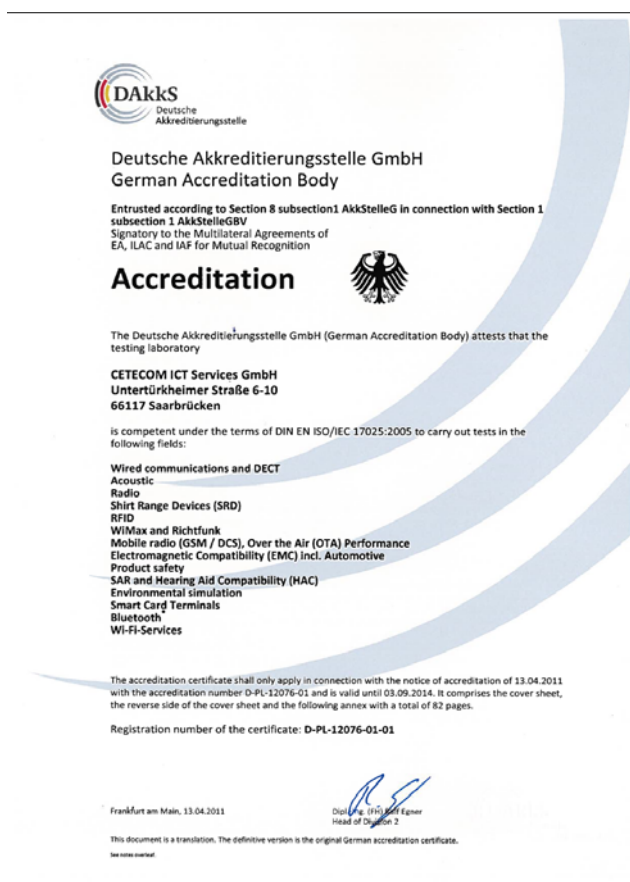 DAkkS
Deutsche
Akkreditierungsstelle
Deutsche Akkreditierungsstelle GmbH
German Accreditation Body
Entrusted according to Section 8 subsection1 AkkStelleG in connection with Section 1
subsection 1 AkkStelleGBV
Signatory to the Multilateral Agreements of
EA, ILAC and IAF for Mutual Recognition
Accreditation
The Deutsche Akkreditierungsstelle GmbH (German Accreditation Body) attests that the
testing laboratory
CETECOM ICT Services GmbH
Untertürkheimer Straße 6-10
66117 Saarbrücken
is competent under the terms of DIN EN ISO/IEC 17025:2005 to carry out tests in the
following fields:
Wired communications and DECT
Acoustic
Radio
Shirt Range Devices (SRD)
RFID
WiMax and Richtfunk
Mobile radio (GSM / DCS), Over the Air (OTA) Performance
Electromagnetic Compatibility (EMC) incl. Automotive
Product safety
SAR and Hearing Aid Compatibility (HAC)
Environmental simulation
Smart Card Terminals
Bluetooth
Wi-Fi-Services
The accreditation certificate shall only apply in connection with the notice of accreditation of 13.04.2011
with the accreditation number D-PL-12076-01 and is valid until 03.09.2014. It comprises the cover sheet,
the reverse side of the cover sheet and the following annex with a total of 82 pages.
Registration number of the certificate: D-PL-12076-01-01
Frankfurt am Main, 13.04.2011
(FH) Egner
Head of Division 2
This document is a translation. The definitive version is the original German accreditation certificate.
See notes overleaf.